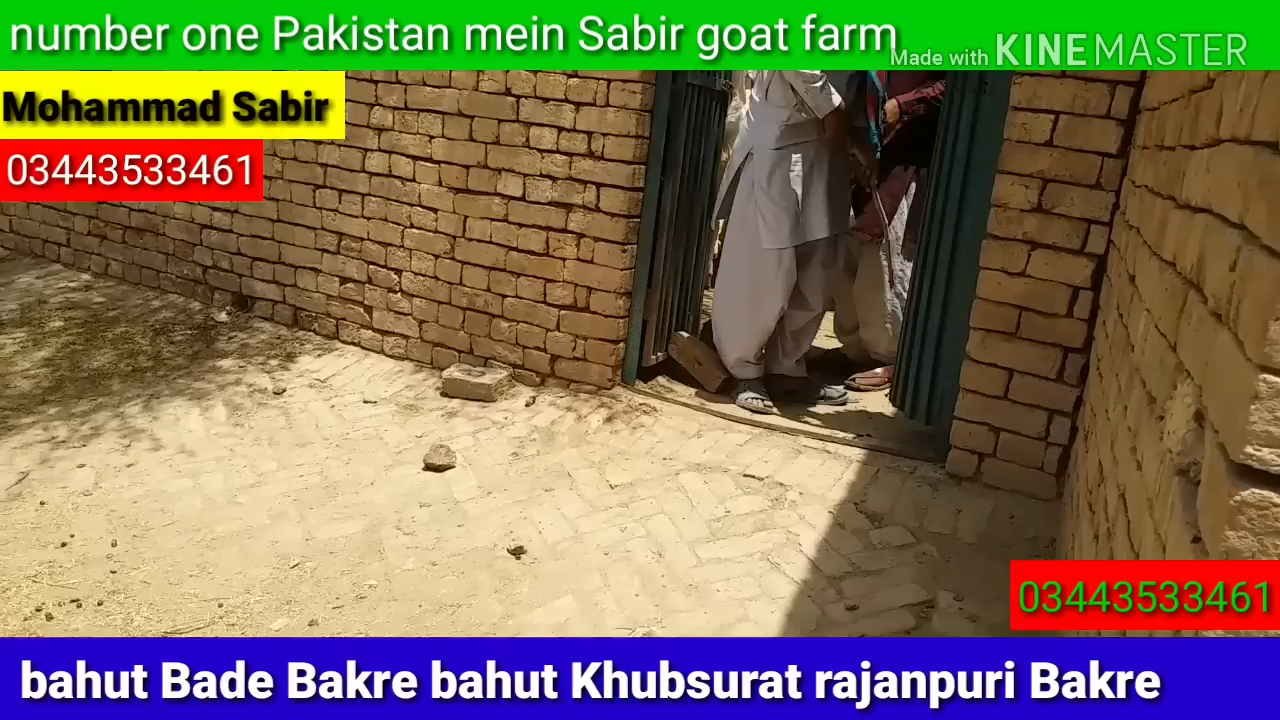 number one Pakistan mein Sabir goat farm
Made with KINEMASTER
Mohammad Sabir
03443533461
03443533461
bahut Bade Bakre bahut Khubsurat rajanpuri Bakre